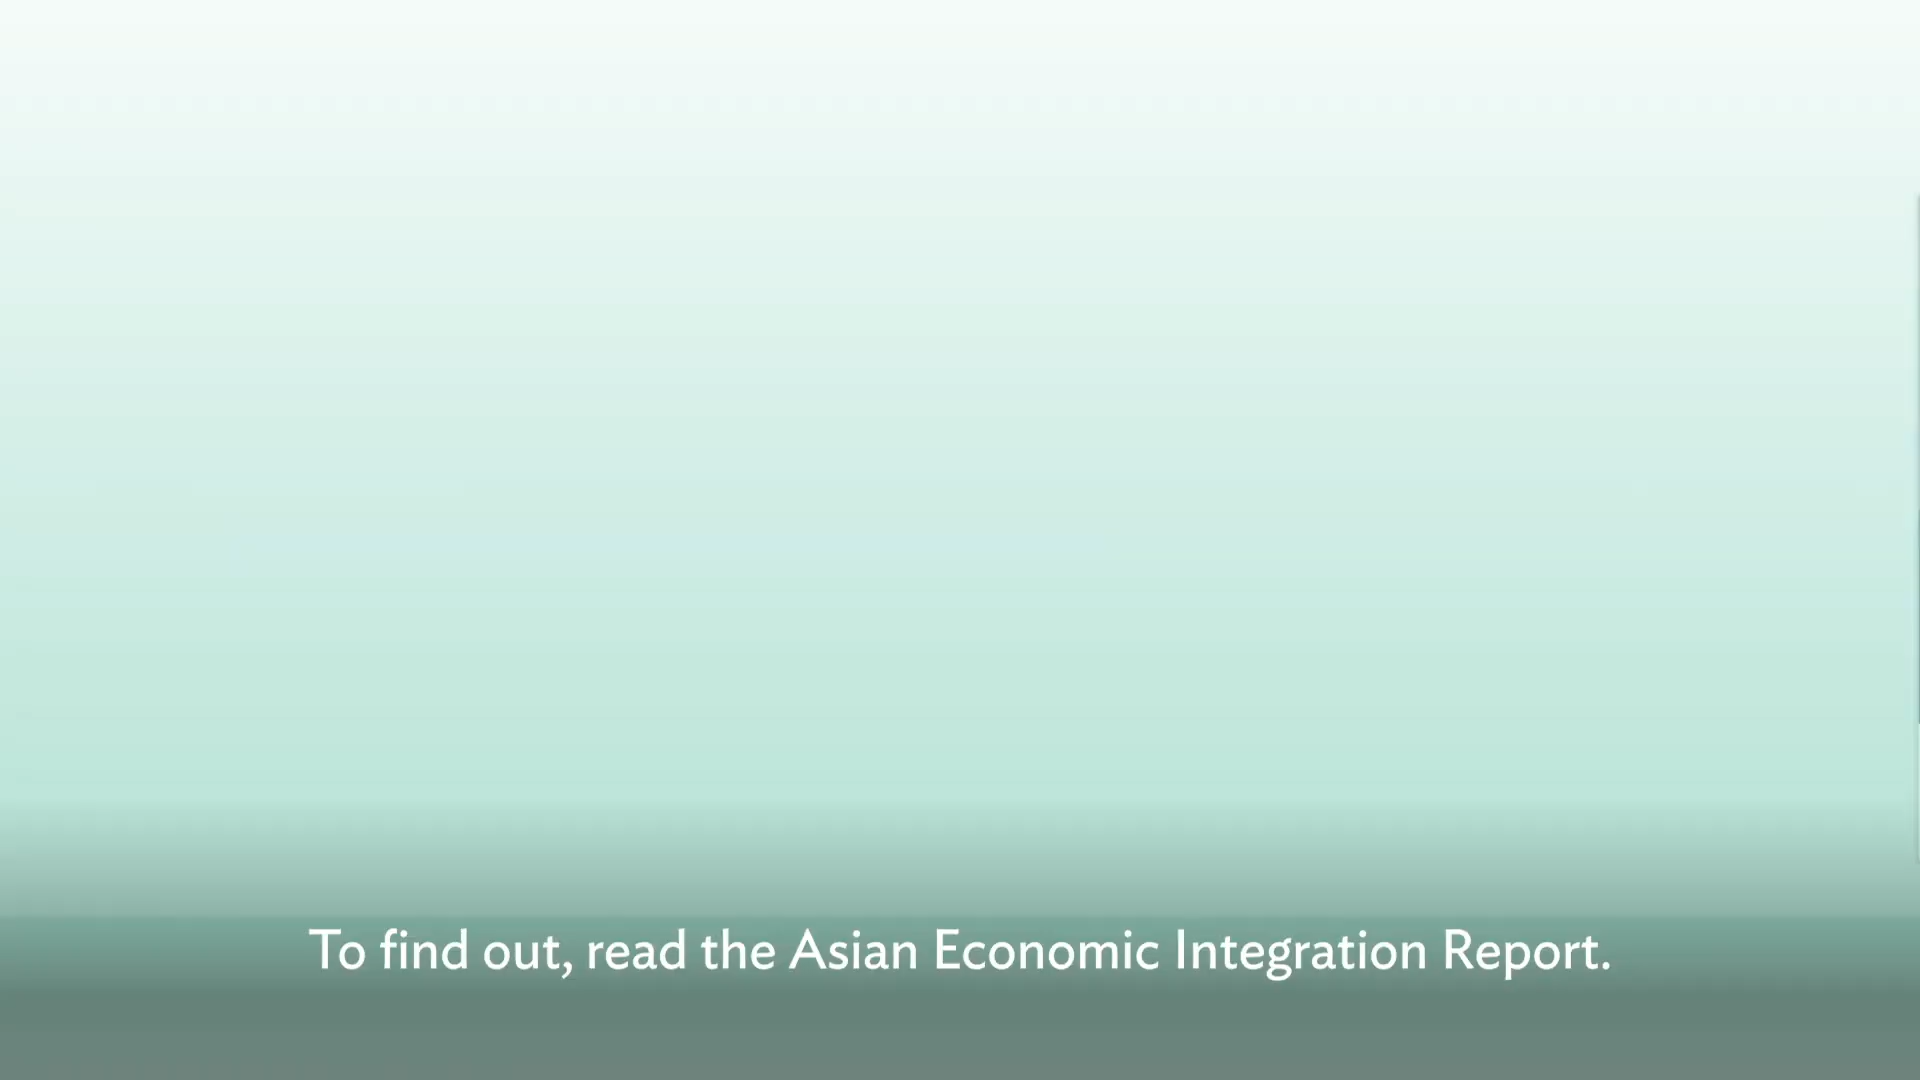 To find out, read the Asian Economic Integration Report.